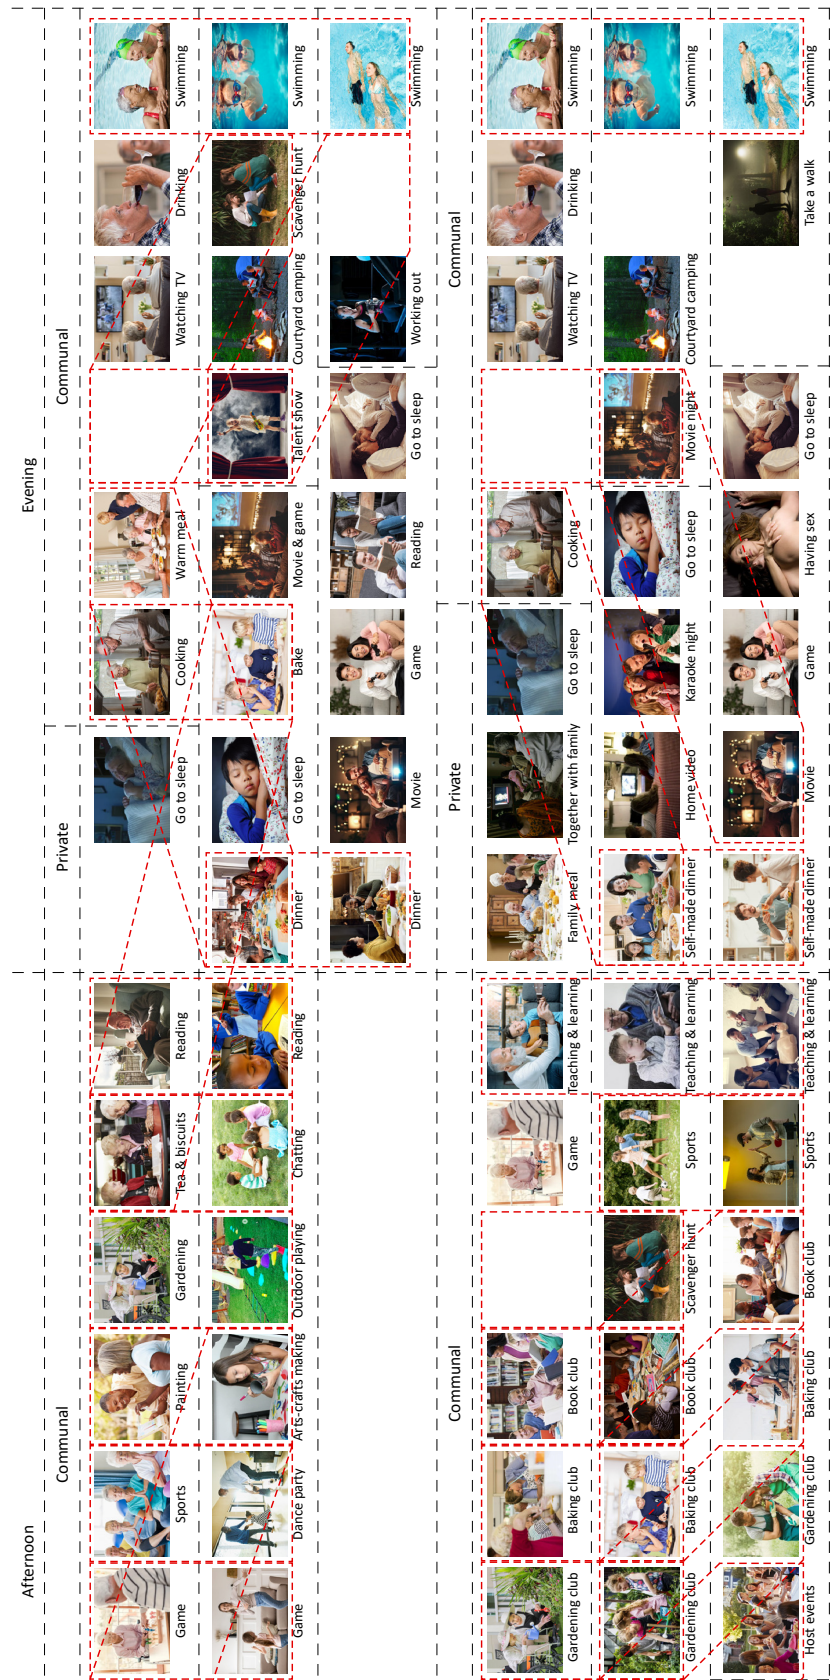 Afternoon Evening
Communal Private Communal
Game Sports Painting Gardening Tea & biscuits Reading Go to sleep Cooking Warm meal Watching TV Drinking Swimming
Game Dance party Arts-crafts making Outdoor playing Chatting Reading Dinner Go to sleep Bake Movie & game Talent show Courtyard camping Scavenger hunt Swimming
Dinner Movie Game Reading Go to sleep Working out Swimming
Communal Private Communal
Gardening club Baking club Book club Game Teaching & learning Family meal Together with family Go to sleep Cooking Watching TV Drinking Swimming
Gardening club Baking club Book club Scavenger hunt Sports Teaching & learning Self-made dinner Home video Karaoke night Go to sleep Movie night Courtyard camping Swimming
Host events Gardening club Baking club Book club Sports Teaching & learning Self-made dinner Movie Game Having sex Go to sleep Take a walk Swimming